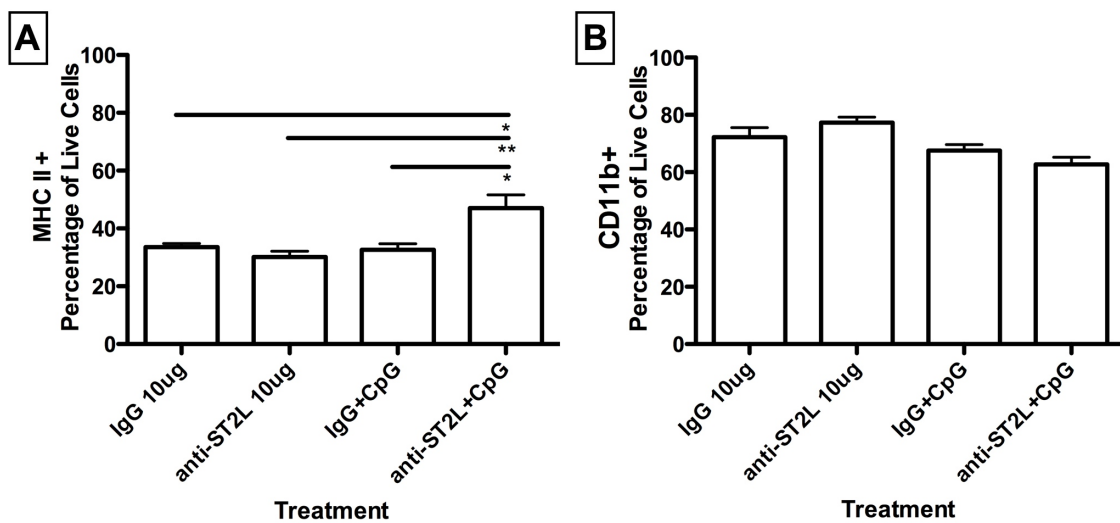 A
MHC II +
Percentage of Live Cells
100
80
60
40
20
0
*
**
*
IgG 10ug
anti-ST2L 10ug
IgG+CpG
anti-ST2L+CpG
Treatment
B
CD11b+
Percentage of Live Cells
100
80
60
40
20
0
IgG 10ug
anti-ST2L 10ug
IgG+CpG
anti-ST2L+CpG
Treatment